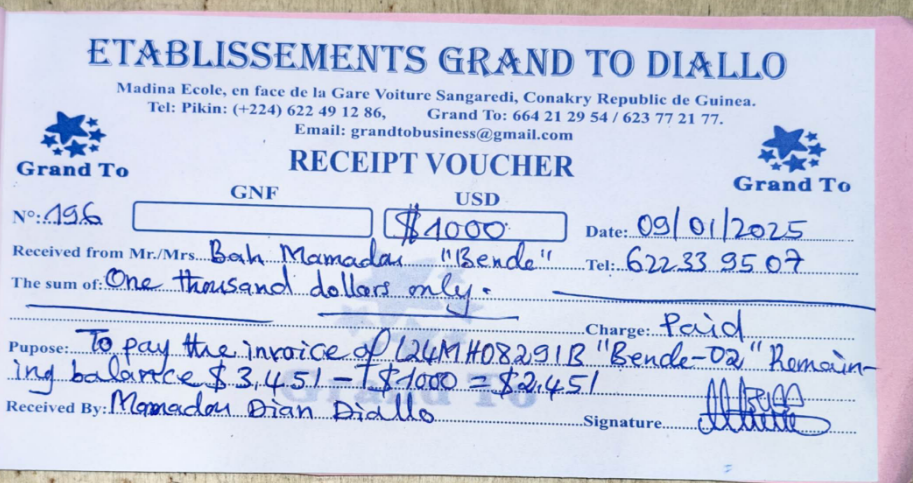 ETABLISSEMENTS GRAND TO DIALLO
Madina Ecole, en face de la Gare Voiture Sangaredi, Conakry Republic de Guinea.
Tel: Pikin: (+224) 622 49 12 86, Grand To: 664 21 29 54 / 623 77 21 77.
Email: grandtobusiness@gmail.com
Grand To
RECEIPT VOUCHER
Grand To
GNF USD
N°: 196 $1000 Date: 09/01/2025
Received from Mr./Mrs. Bah Mamadou "Bende" Tel: 622 33 95 07
The sum of: One thousand dollars only.
Charge: Paid
Pupose: To pay the invoice of L24MH08291B "Bende-02" Remain-
ing balance $3,451 - $1000 = $2,451
Grand To
Received By: Mamadou Dian Diallo
Signature